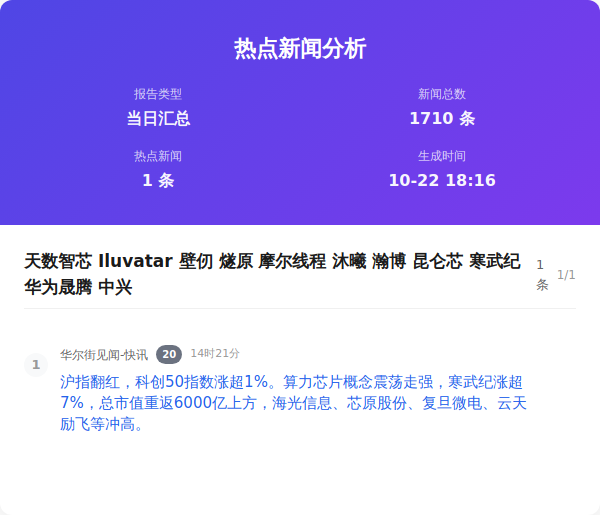 热点新闻分析
报告类型
新闻总数
当日汇总
1710 条
热点新闻
生成时间
1 条
10-22 18:16
天数智芯 Iluvatar 壁仞 燧原 摩尔线程 沐曦 瀚博 昆仑芯 寒武纪
华为晟腾 中兴
1
条
1/1
1
华尔街见闻-快讯 20 14时21分
沪指翻红，科创50指数涨超1%。算力芯片概念震荡走强，寒武纪涨超
7%，总市值重返6000亿上方，海光信息、芯原股份、复旦微电、云天
励飞等冲高。